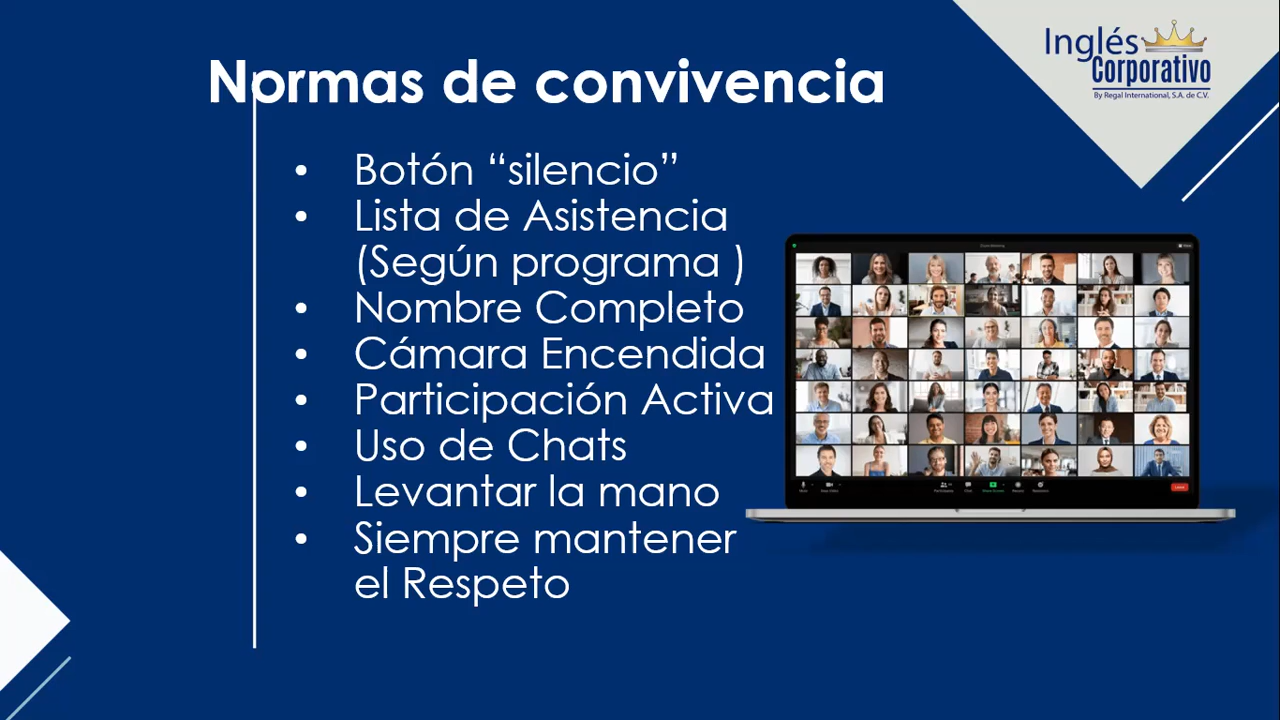 Inglés
Corporativo
By Regal International, S.A. de C.V.
Normas de convivencia
• Botón “silencio”
• Lista de Asistencia
(Según programa )
• Nombre Completo
• Cámara Encendida
• Participación Activa
• Uso de Chats
• Levantar la mano
• Siempre mantener
el Respeto